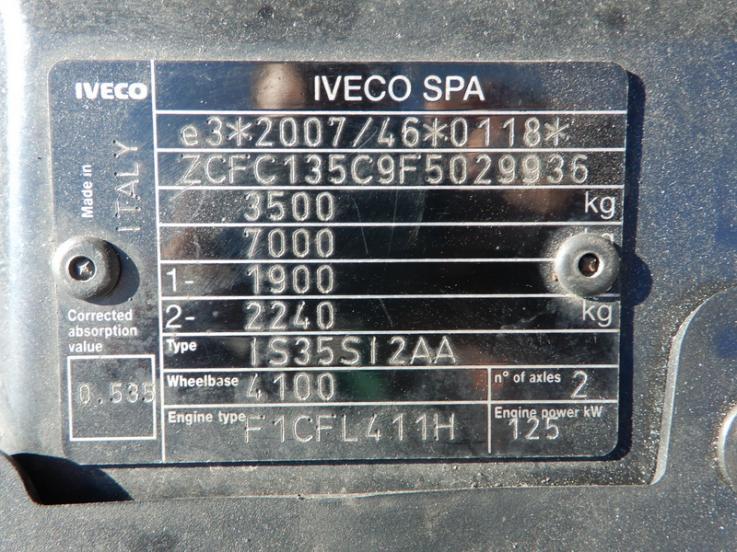 IVECO
IVECO SPA
Made in
ITALY
e3*2007/46*0118*
ZCFC135C9F5029936
3500 kg
7000
1- 1900
2- 2240 kg
Corrected
absorption
value
0.535
Type IS35SI2AA
Wheelbase 4100
n° of axles 2
Engine type F1CFL411H
Engine power kW
125